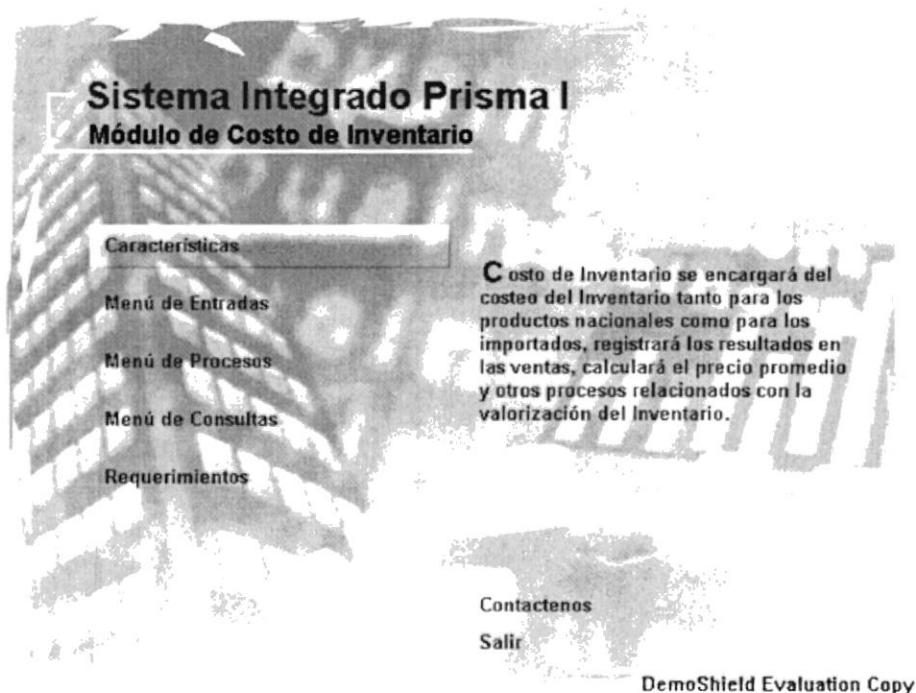 Sistema Integrado Prisma I
Módulo de Costo de Inventario
Características
Menú de Entradas
Menú de Procesos
Menú de Consultas
Requerimientos
Costo de Inventario se encargará del
costeo del Inventario tanto para los
productos nacionales como para los
importados, registrará los resultados en
las ventas, calculará el precio promedio
y otros procesos relacionados con la
valorización del Inventario.
Contactenos
Salir
DemoShield Evaluation Copy